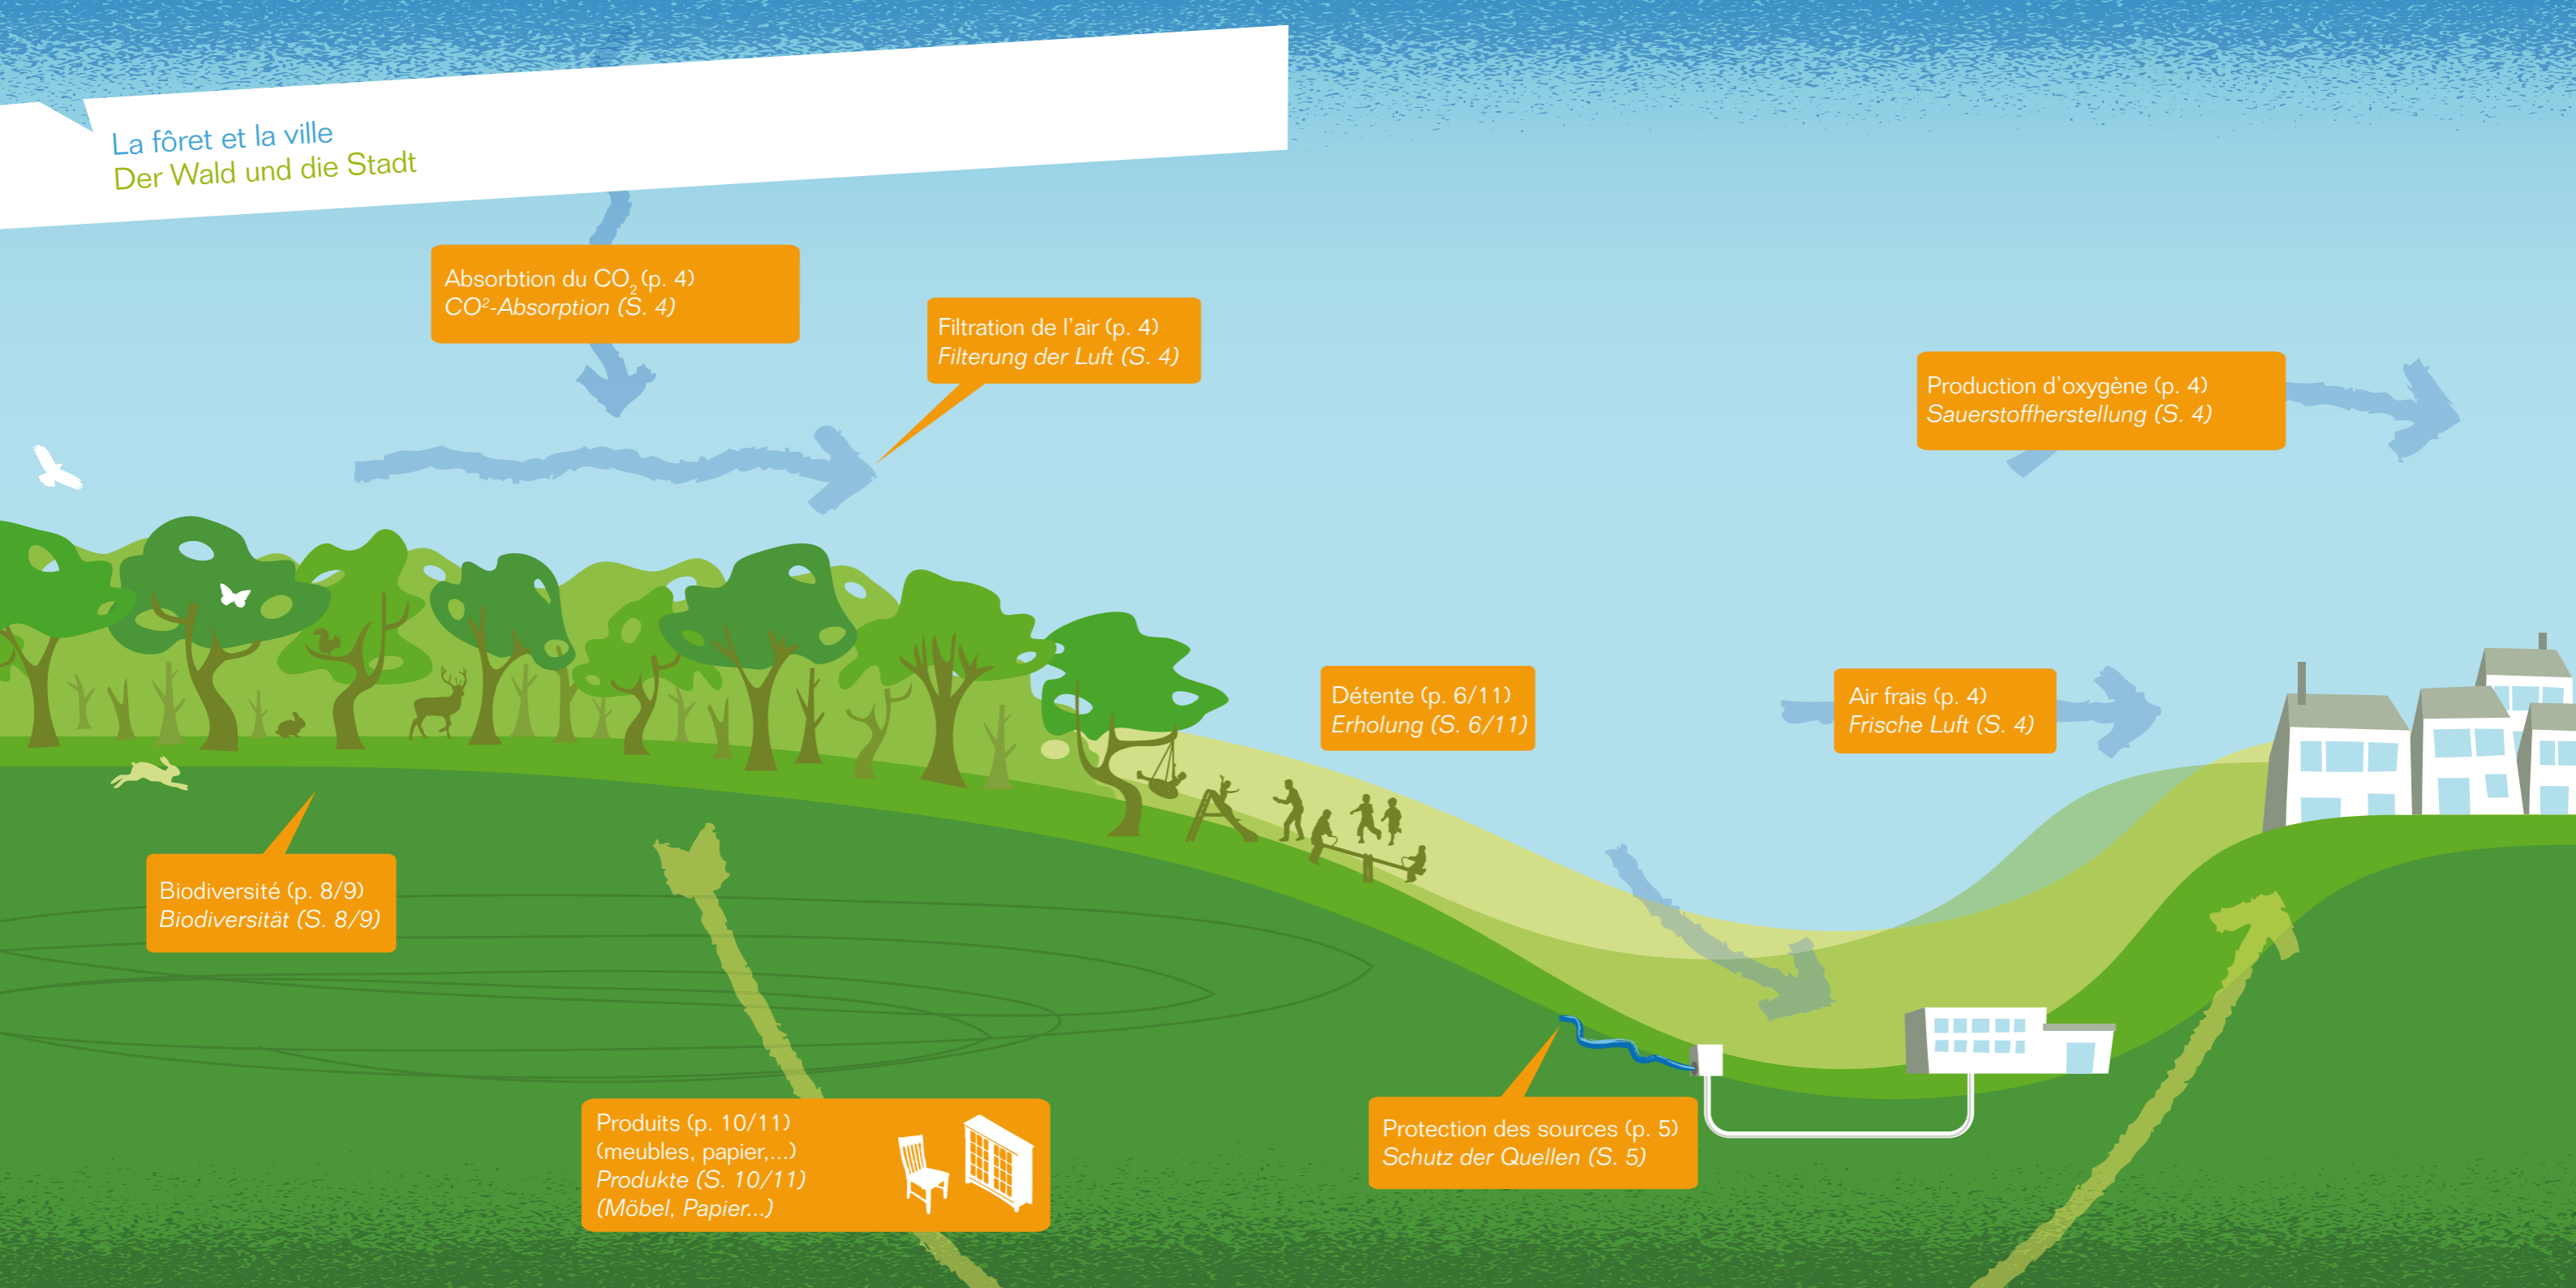 La fôret et la ville
Der Wald und die Stadt
Absorbtion du CO₂ (p. 4)
CO²-Absorption (S. 4)
Filtration de l'air (p. 4)
Filterung der Luft (S. 4)
Production d'oxygène (p. 4)
Sauerstoffherstellung (S. 4)
Détente (p. 6/11)
Erholung (S. 6/11)
Air frais (p. 4)
Frische Luft (S. 4)
Biodiversité (p. 8/9)
Biodiversität (S. 8/9)
Produits (p. 10/11)
(meubles, papier,...)
Produkte (S. 10/11)
(Möbel, Papier...)
Protection des sources (p. 5)
Schutz der Quellen (S. 5)